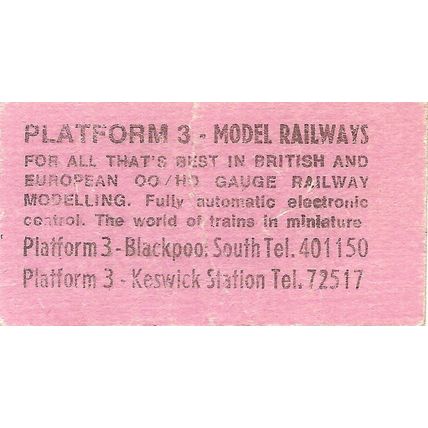 PLATFORM 3 - MODEL RAILWAYS
FOR ALL THAT'S BEST IN BRITISH AND
EUROPEAN OO/HO GAUGE RAILWAY
MODELLING. Fully automatic electronic
control. The world of trains in miniature
Platform 3 - Blackpool South Tel. 401150
Platform 3 - Keswick Station Tel. 72517